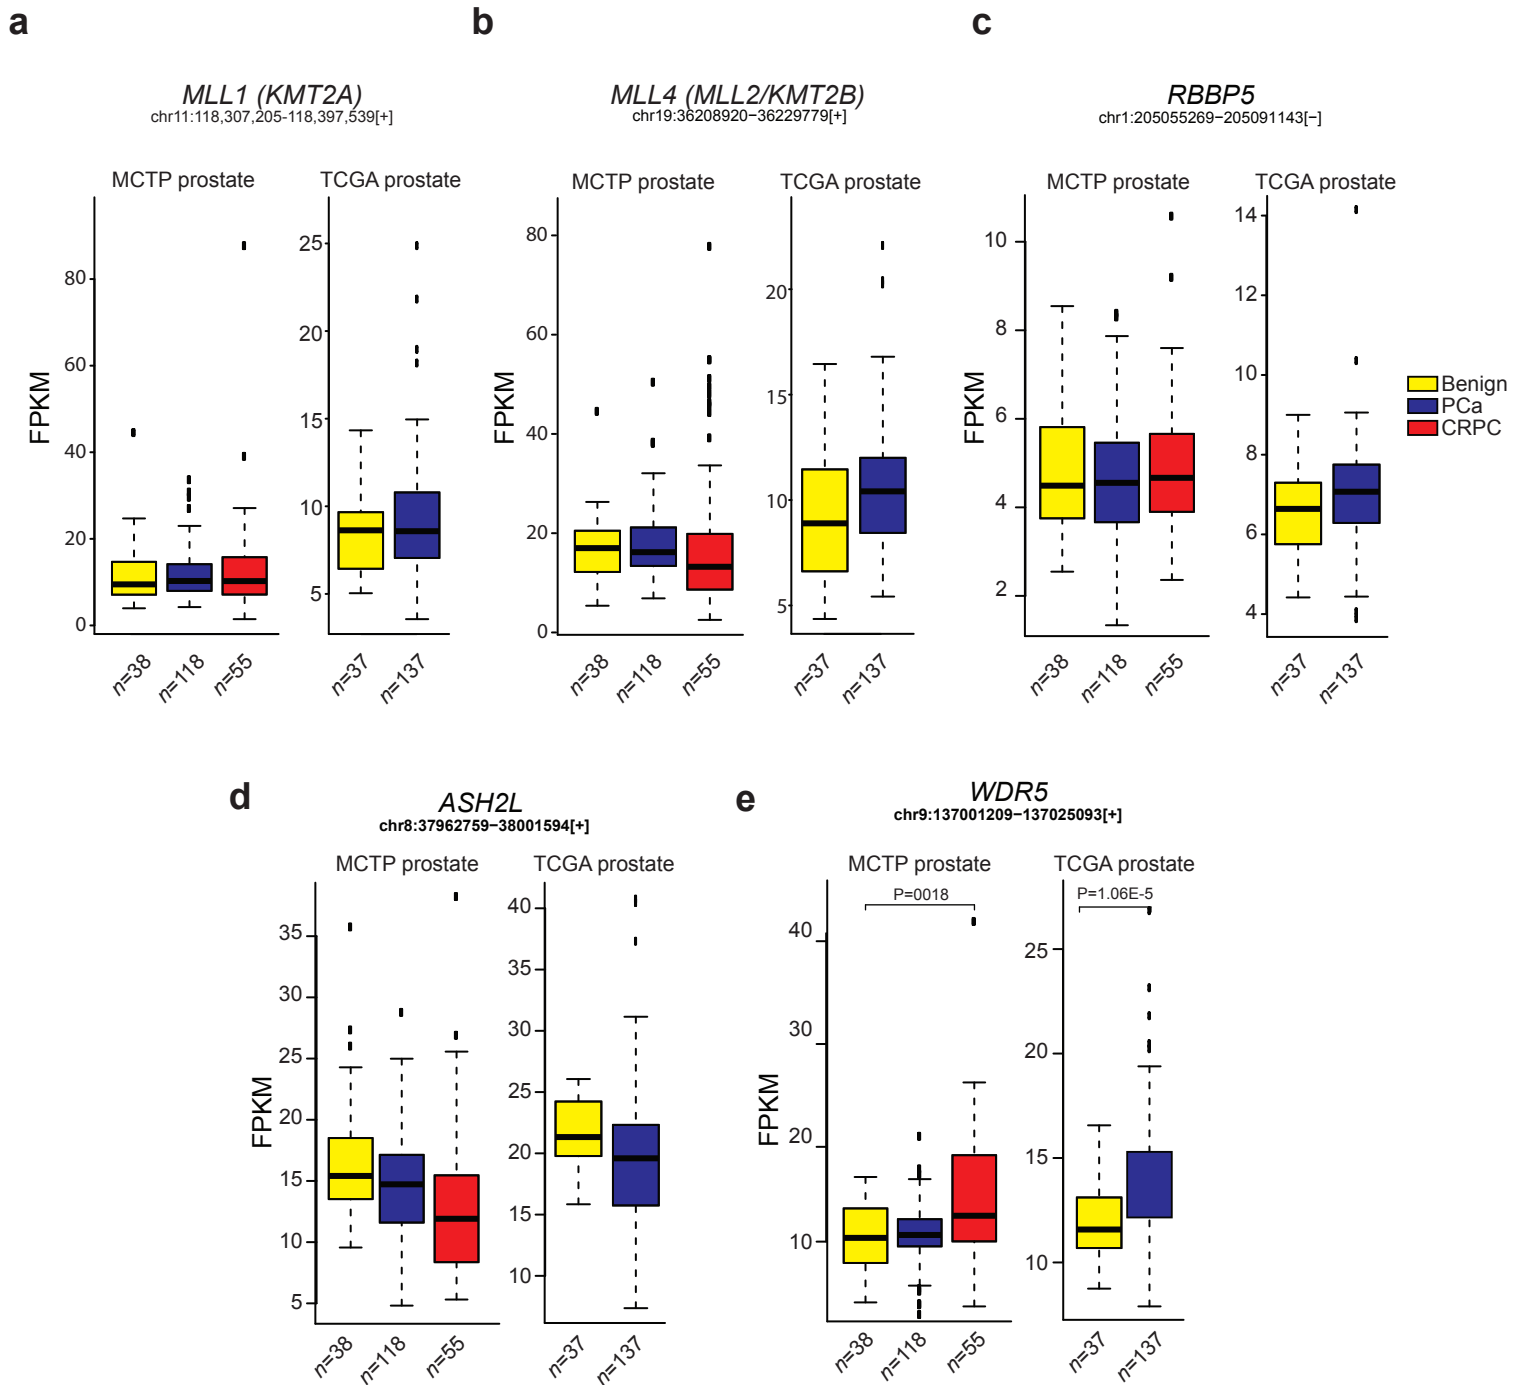 a
MLL1 (KMT2A)
chr11:118,307,205-118,397,539[+]
MCTP prostate
TCGA prostate
FPKM
80
60
40
20
0
25
20
15
10
5
n=38
n=118
n=55
n=37
n=137
b
MLL4 (MLL2/KMT2B)
chr19:36208920−36229779[+]
MCTP prostate
TCGA prostate
FPKM
80
60
40
20
0
20
15
10
5
n=38
n=118
n=55
n=37
n=137
c
RBBP5
chr1:205055269−205091143[−]
MCTP prostate
TCGA prostate
FPKM
10
8
6
4
2
14
12
10
8
6
4
n=38
n=118
n=55
n=37
n=137
Benign
PCa
CRPC
d
ASH2L
chr8:37962759−38001594[+]
MCTP prostate
TCGA prostate
FPKM
35
30
25
20
15
10
5
40
35
30
25
20
15
10
n=38
n=118
n=55
n=37
n=137
e
WDR5
chr9:137001209−137025093[+]
MCTP prostate
TCGA prostate
P=0018
P=1.06E-5
FPKM
40
30
20
10
25
20
15
10
n=38
n=118
n=55
n=37
n=137